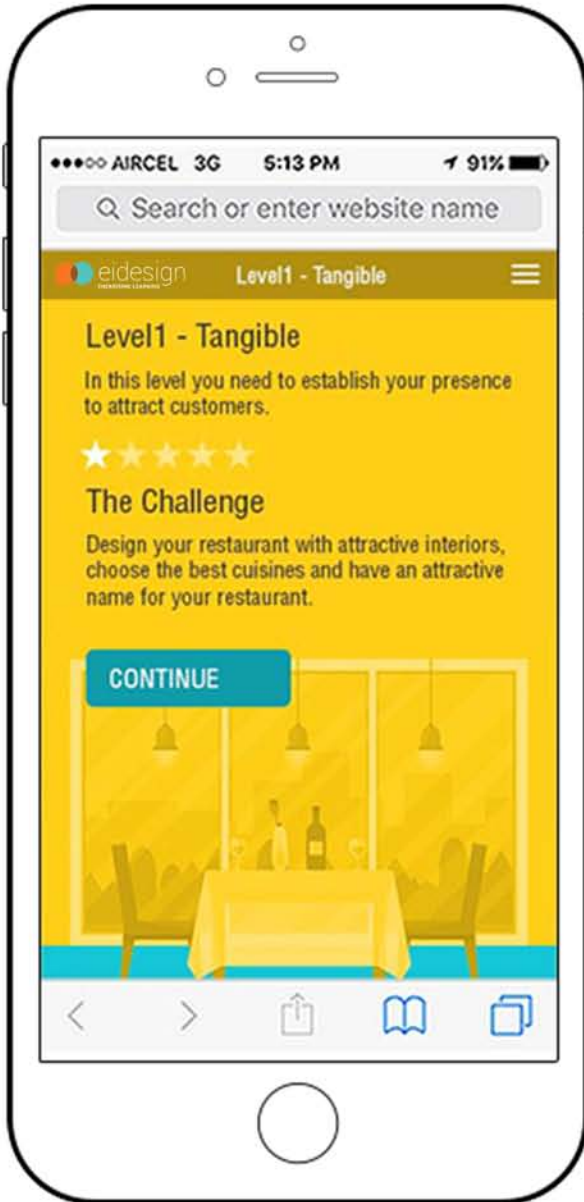 AIRCEL 3G 5:13 PM 91%
Search or enter website name
eidesign Level1 - Tangible
Level1 - Tangible
In this level you need to establish your presence
to attract customers.
The Challenge
Design your restaurant with attractive interiors,
choose the best cuisines and have an attractive
name for your restaurant.
CONTINUE